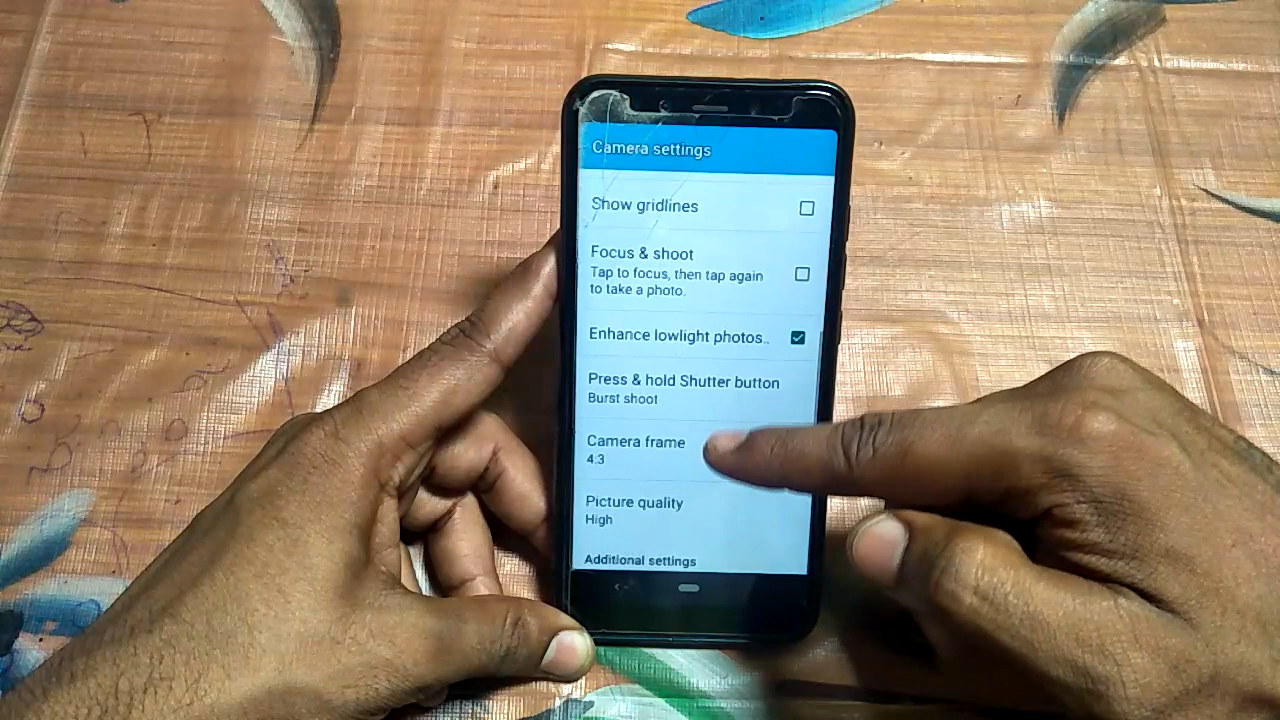 Camera settings
Show gridlines
Focus & shoot
Tap to focus, then tap again
to take a photo.
Enhance lowlight photos..
Press & hold Shutter button
Burst shoot
Camera frame
4:3
Picture quality
High
Additional settings